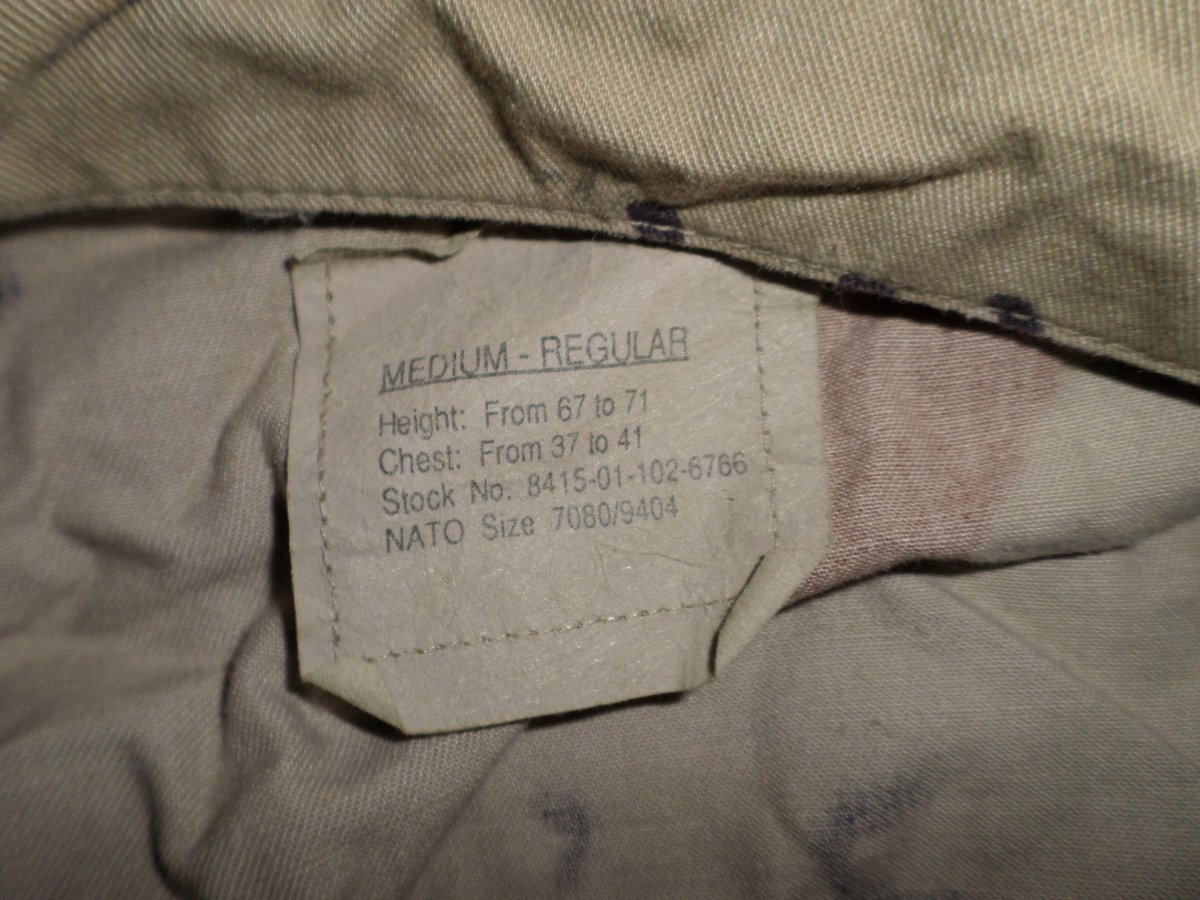 MEDIUM - REGULAR
Height: From 67 to 71
Chest: From 37 to 41
Stock No. 8415-01-102-6766
NATO Size 7080/9404